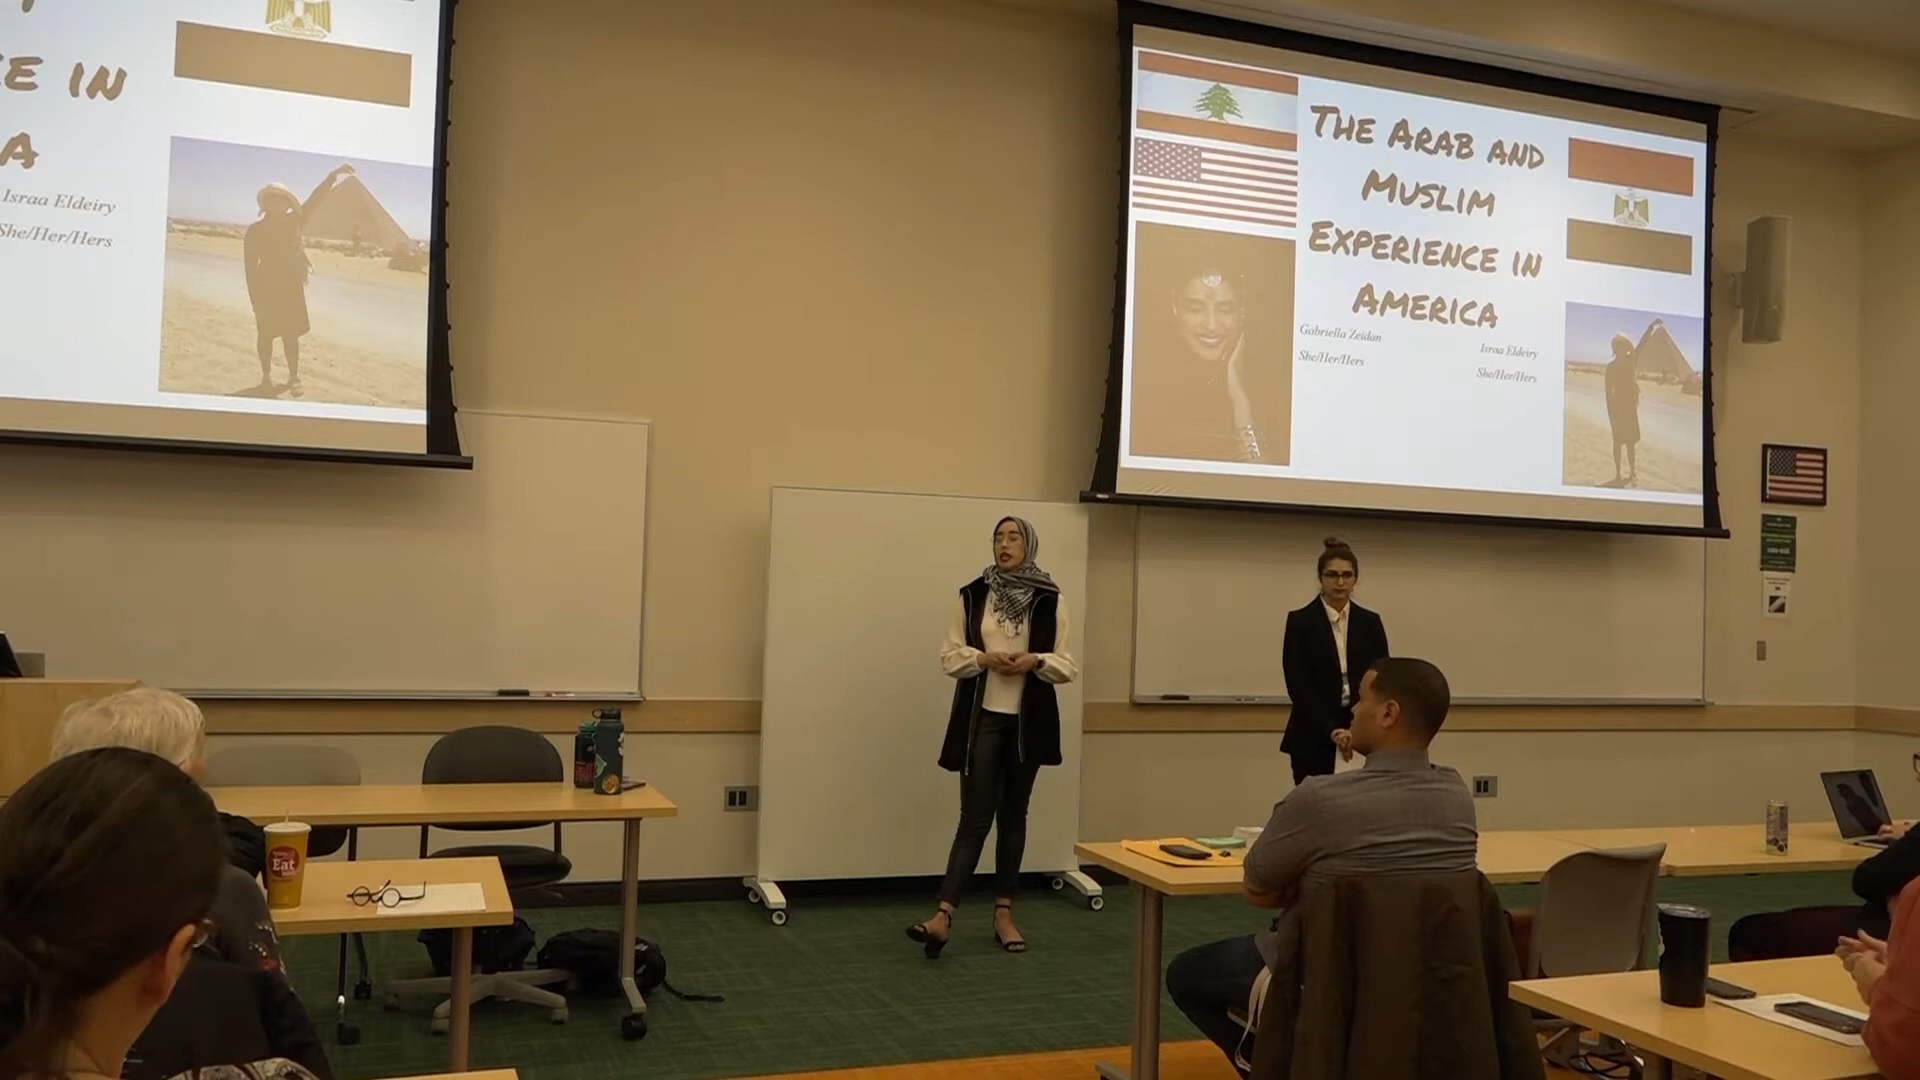 E IN
A
Israa Eldeiry
She/Her/Hers
The Arab and
Muslim
Experience in
America
Gabriella Zeidan
She/Her/Hers
Israa Eldeiry
She/Her/Hers
Eat